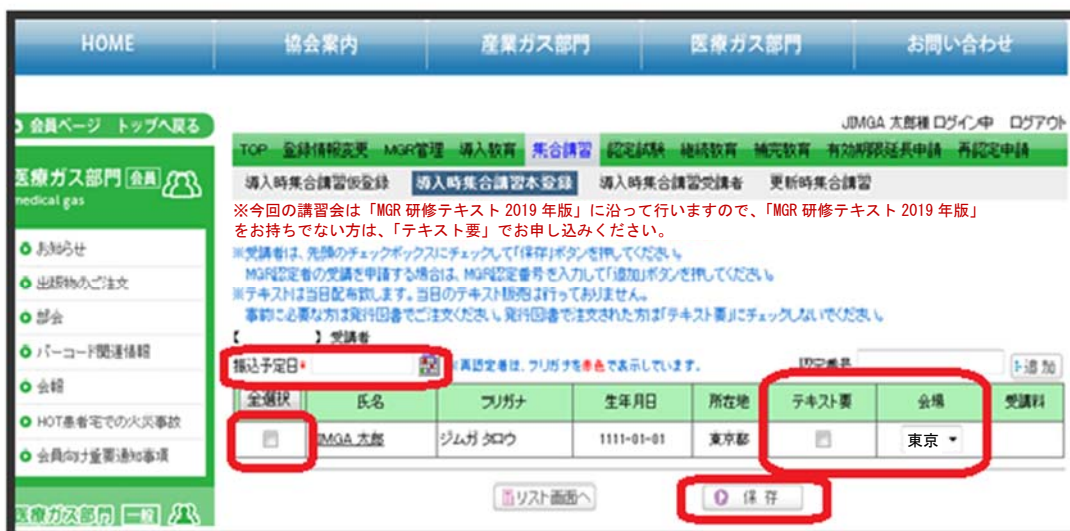 HOME 協会案内 産業ガス部門 医療ガス部門 お問い合わせ
会員ページ トップへ戻る
JIMGA 太郎様 ログイン中 ログアウト
TOP 登録情報変更 MGR管理 導入教育 集合講習 認定試験 継続教育 補完教育 有効期限延長申請 再認定申請
医療ガス部門 会員
medical gas
導入時集合講習仮登録 導入時集合講習本登録 導入時集合講習受講者 更新時集合講習
※今回の講習会は「MGR 研修テキスト 2019 年版」に沿って行いますので、「MGR 研修テキスト 2019 年版」
をお持ちでない方は、「テキスト要」でお申し込みください。
※受講者は、先頭のチェックボックスにチェックして「保存」ボタンを押してください。
MGR認定者の受講を申請する場合は、MGR認定番号を入力して「追加」ボタンを押してください。
※テキストは当日配布致します。当日のテキスト販売は行っておりません。
事前に必要な方は発行図書でご注文ください。発行図書で注文された方は「テキスト要」にチェックしないでください。
お知らせ
出版物のご注文
部会
バーコード関連情報
会報
HOT患者宅での火災事故
会員向け重要通知事項
医療ガス部門 一般
【 】 受講者
振込予定日* ※再認定者は、フリガナを赤色で表示しています。 認定番号 追加
全選択 氏名 フリガナ 生年月日 所在地 テキスト要 会場 受講料
JIMGA 太郎 ジムガ タロウ 1111-01-01 東京都 東京
リスト画面へ 保存